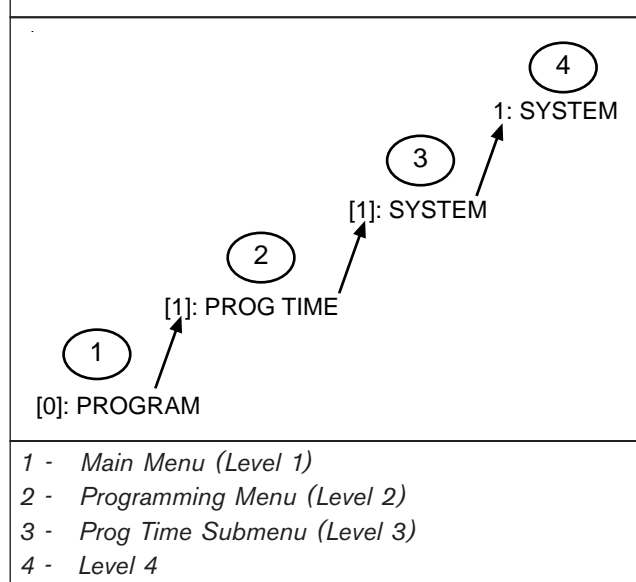 4
1: SYSTEM
3
[1]: SYSTEM
2
[1]: PROG TIME
1
[0]: PROGRAM
1 - Main Menu (Level 1)
2 - Programming Menu (Level 2)
3 - Prog Time Submenu (Level 3)
4 - Level 4